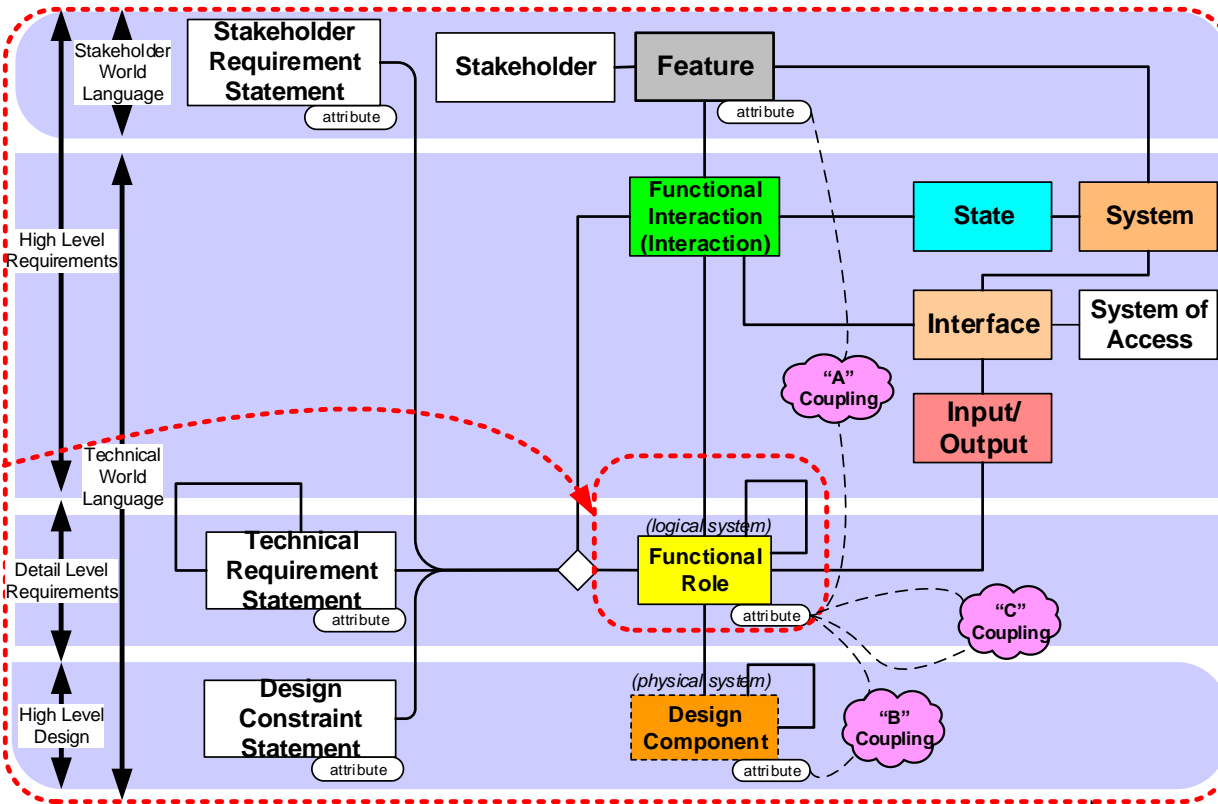 Stakeholder
World
Language
Stakeholder
Requirement
Statement
attribute
Stakeholder
Feature
attribute
High Level
Requirements
Functional
Interaction
(Interaction)
State
System
Interface
System of
Access
“A”
Coupling
Input/
Output
Technical
World
Language
Detail Level
Requirements
Technical
Requirement
Statement
attribute
(logical system)
Functional
Role
attribute
“C”
Coupling
High Level
Design
Design
Constraint
Statement
attribute
(physical system)
Design
Component
attribute
“B”
Coupling